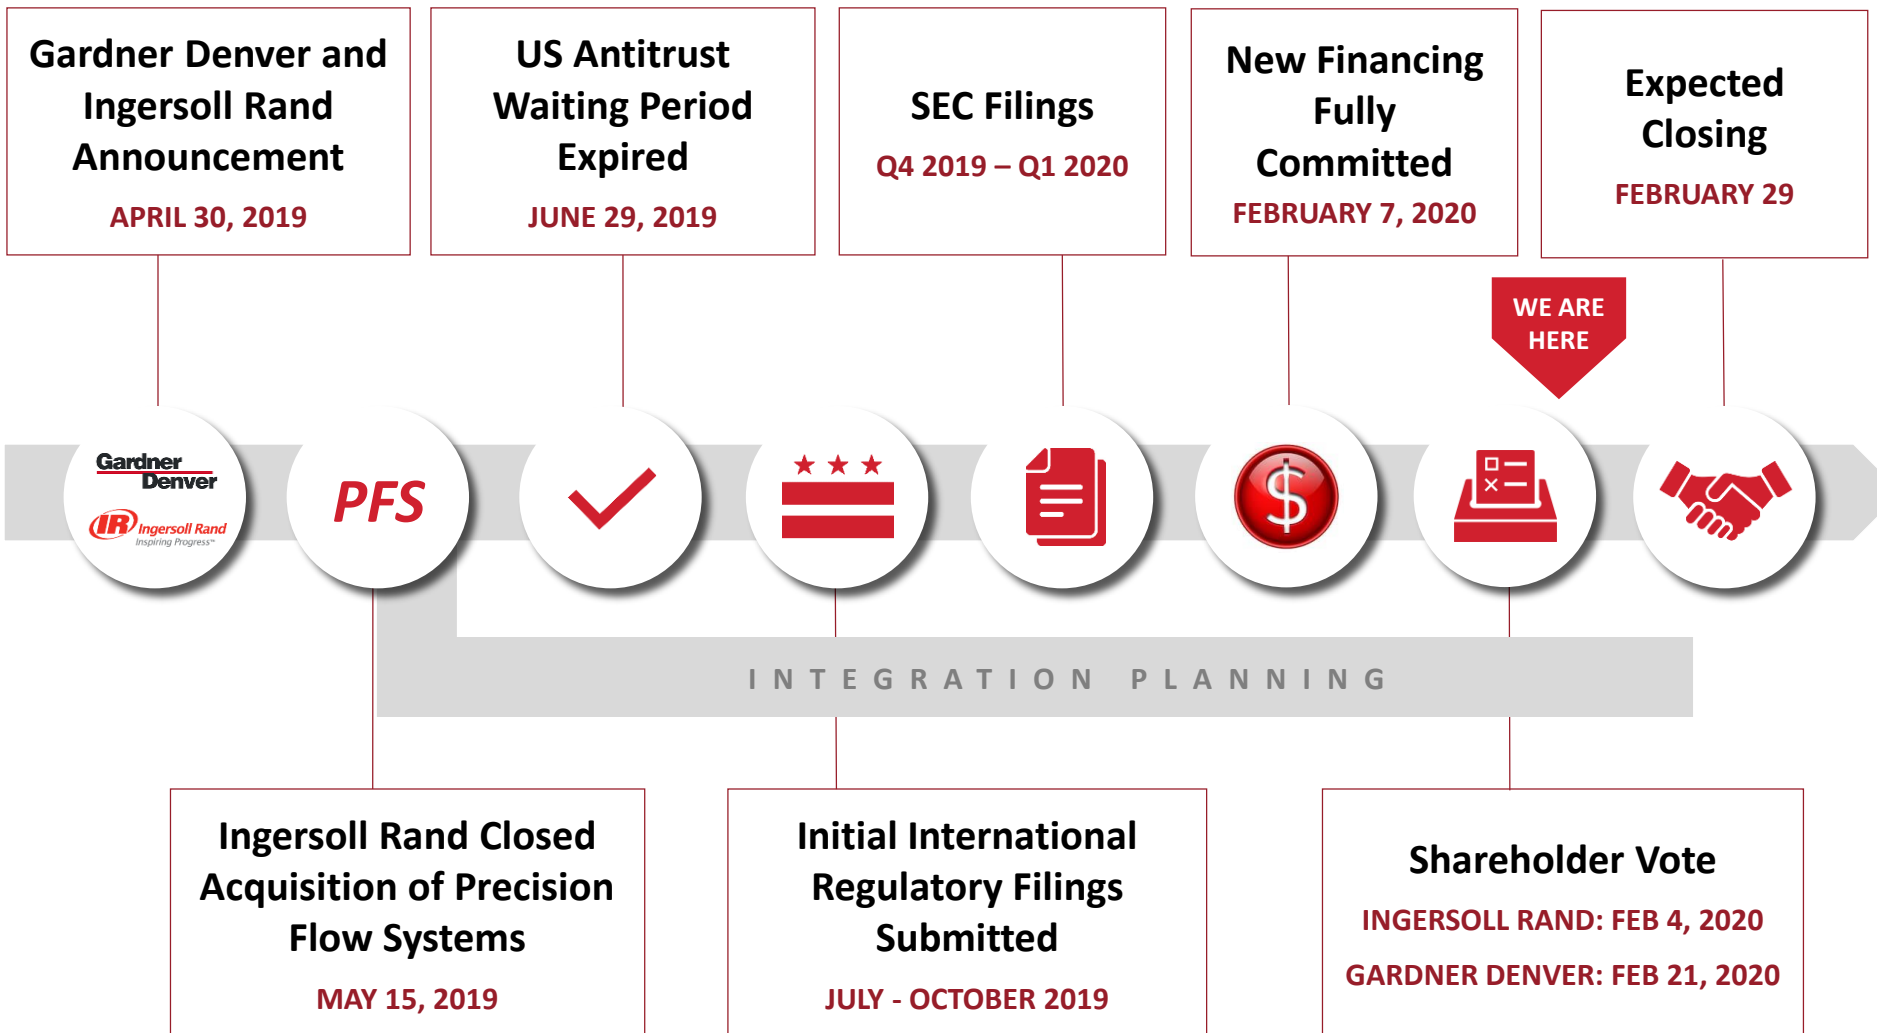 Gardner Denver and
Ingersoll Rand
Announcement
APRIL 30, 2019
US Antitrust
Waiting Period
Expired
JUNE 29, 2019
SEC Filings
Q4 2019 – Q1 2020
New Financing
Fully
Committed
FEBRUARY 7, 2020
Expected
Closing
FEBRUARY 29
WE ARE
HERE
Gardner
Denver
IR Ingersoll Rand
Inspiring Progress™
PFS
$
INTEGRATION PLANNING
Ingersoll Rand Closed
Acquisition of Precision
Flow Systems
MAY 15, 2019
Initial International
Regulatory Filings
Submitted
JULY - OCTOBER 2019
Shareholder Vote
INGERSOLL RAND: FEB 4, 2020
GARDNER DENVER: FEB 21, 2020